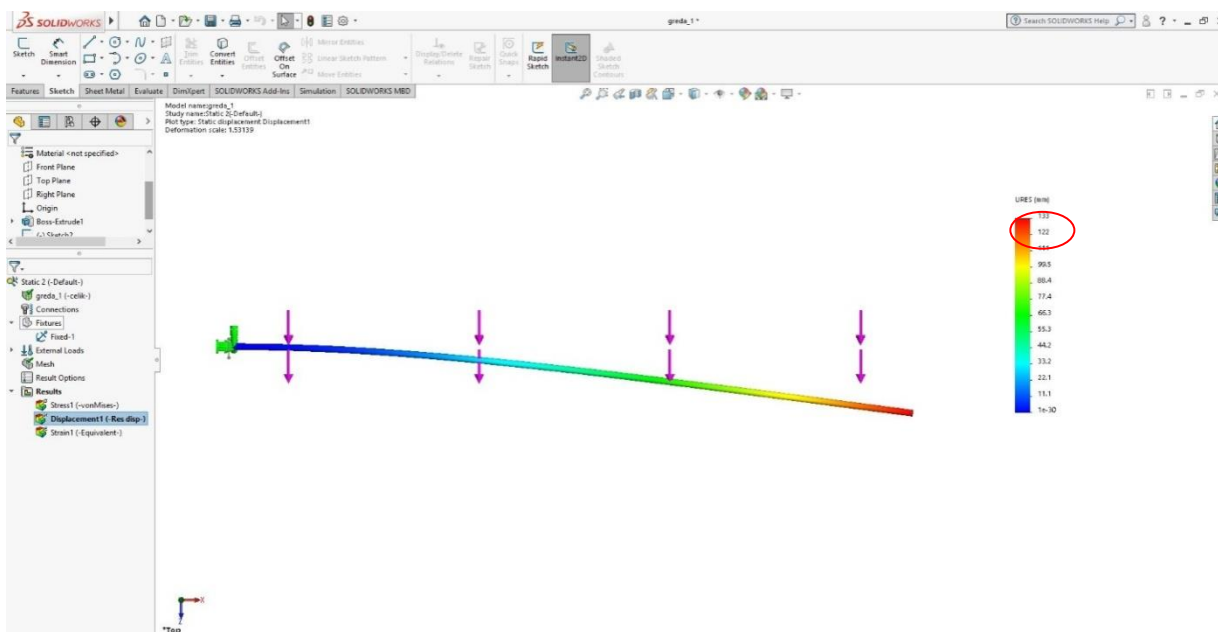 SOLIDWORKS
greda_1 *
Search SOLIDWORKS Help
Sketch
Smart Dimension
Trim Entities
Convert Entities
Offset Entities
Offset On Surface
Mirror Entities
Linear Sketch Pattern
Move Entities
Display/Delete Relations
Repair Sketch
Quick Snaps
Rapid Sketch
Instant2D
Shaded Sketch Contours
Features Sketch Sheet Metal Evaluate DimXpert SOLIDWORKS Add-Ins Simulation SOLIDWORKS MBD
Model name:greda_1
Study name:Static 2(-Default-)
Plot type: Static displacement Displacement1
Deformation scale: 1.53139
Material <not specified>
Front Plane
Top Plane
Right Plane
Origin
Boss-Extrude1
(-) Sketch2
Static 2 (-Default-)
greda_1 (-celik-)
Connections
Fixtures
Fixed-1
External Loads
Mesh
Result Options
Results
Stress1 (-vonMises-)
Displacement1 (-Res disp-)
Strain1 (-Equivalent-)
URES (mm)
133
122
111
99.5
88.4
77.4
66.3
55.3
44.2
33.2
22.1
11.1
1e-30
X
Z
*Top